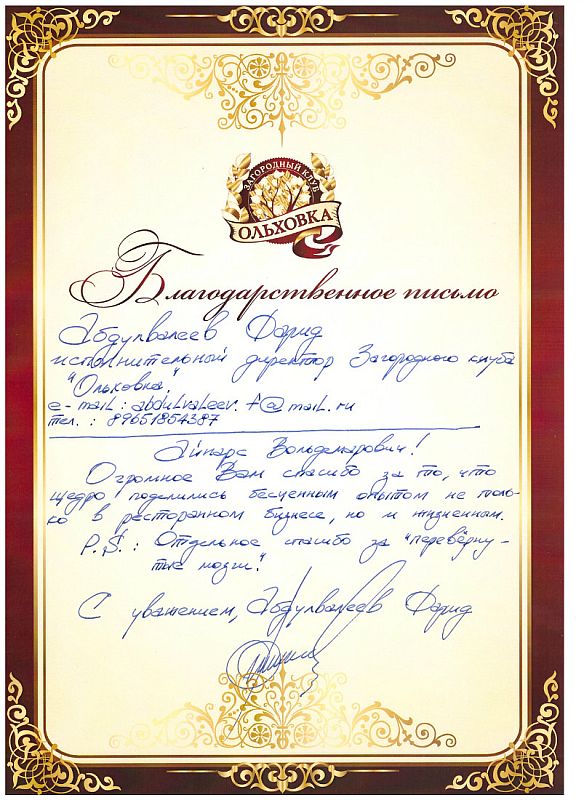 ЗАГОРОДНЫЙ КЛУБ
ОЛЬХОВКА
Благодарственное письмо
Абдулвалеев Фарид
исполнительный директор Загородного клуба
"Ольховка."
e-mail: abdulvaleev.f@mail.ru
тел.: 89651854387
Айнарс Вольдемарович!
Огромное Вам спасибо за то, что
щедро поделились бесценным опытом не толь-
ко в ресторанном бизнесе, но и жизненным.
P.S.: Отдельное спасибо за "перевёрну-
тые мозги".
С уважением, Абдулвалеев Фарид